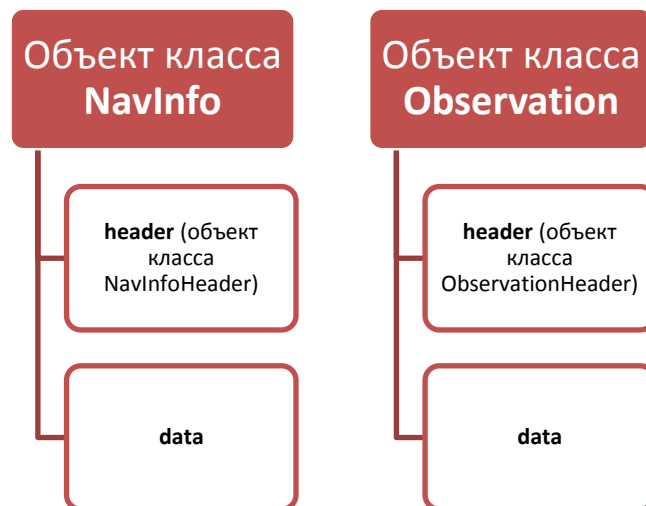 Объект класса
NavInfo
header (объект
класса
NavInfoHeader)
data
Объект класса
Observation
header (объект
класса
ObservationHeader)
data